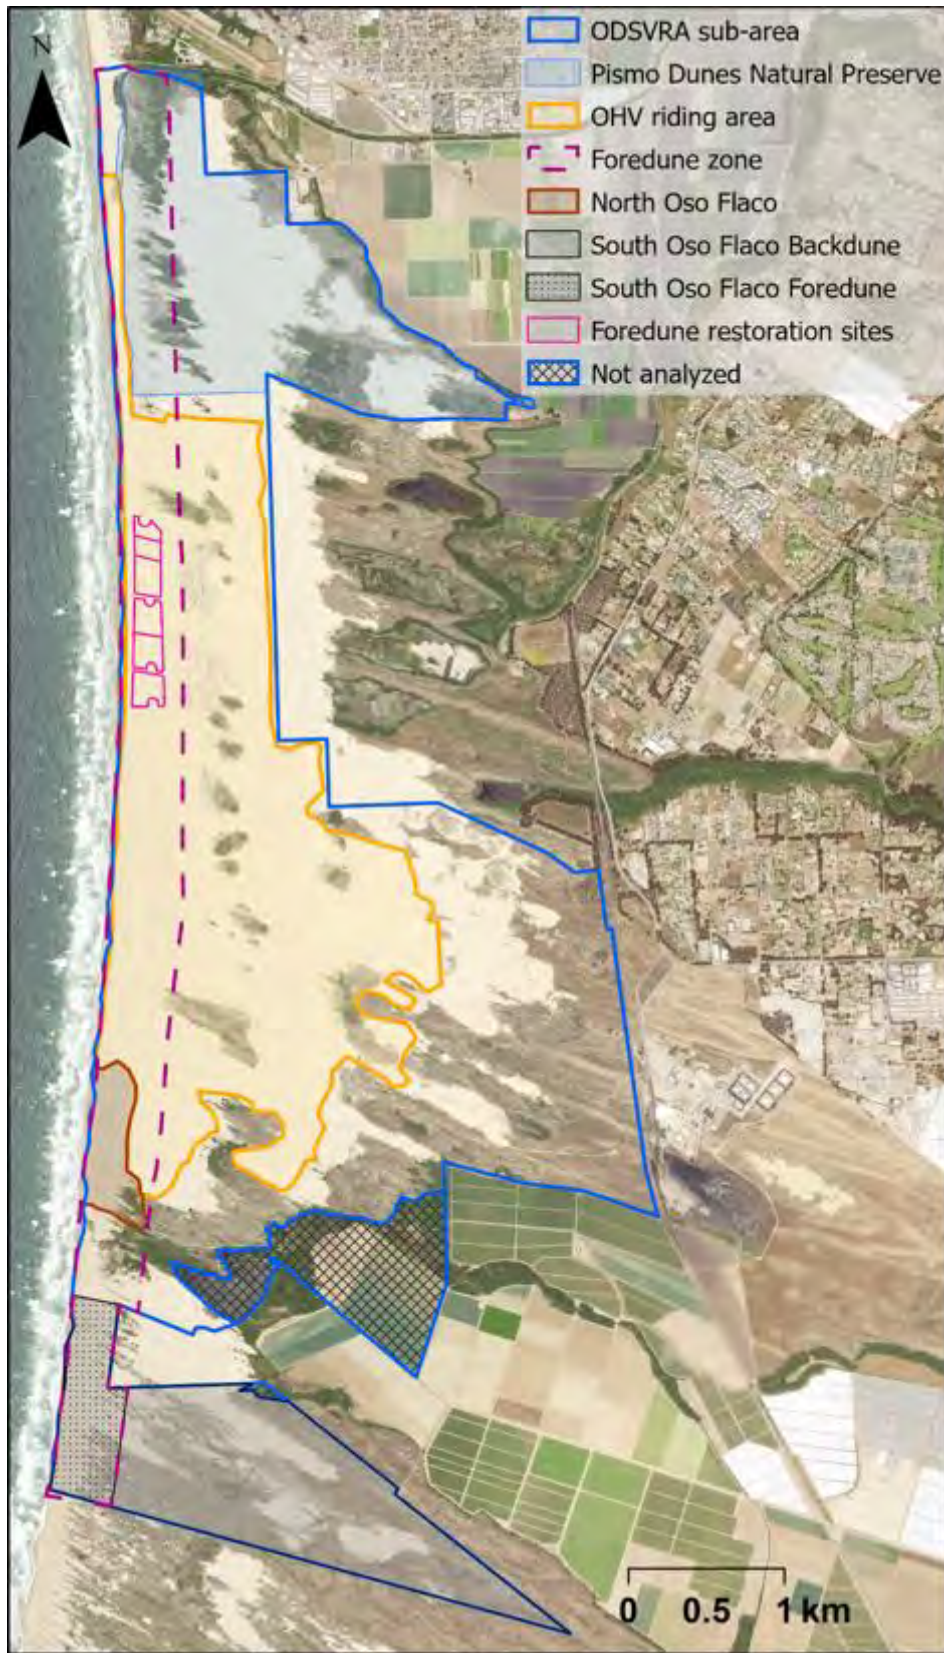 N
ODSVRA sub-area
Pismo Dunes Natural Preserve
OHV riding area
Foredune zone
North Oso Flaco
South Oso Flaco Backdune
South Oso Flaco Foredune
Foredune restoration sites
Not analyzed
0 0.5 1 km